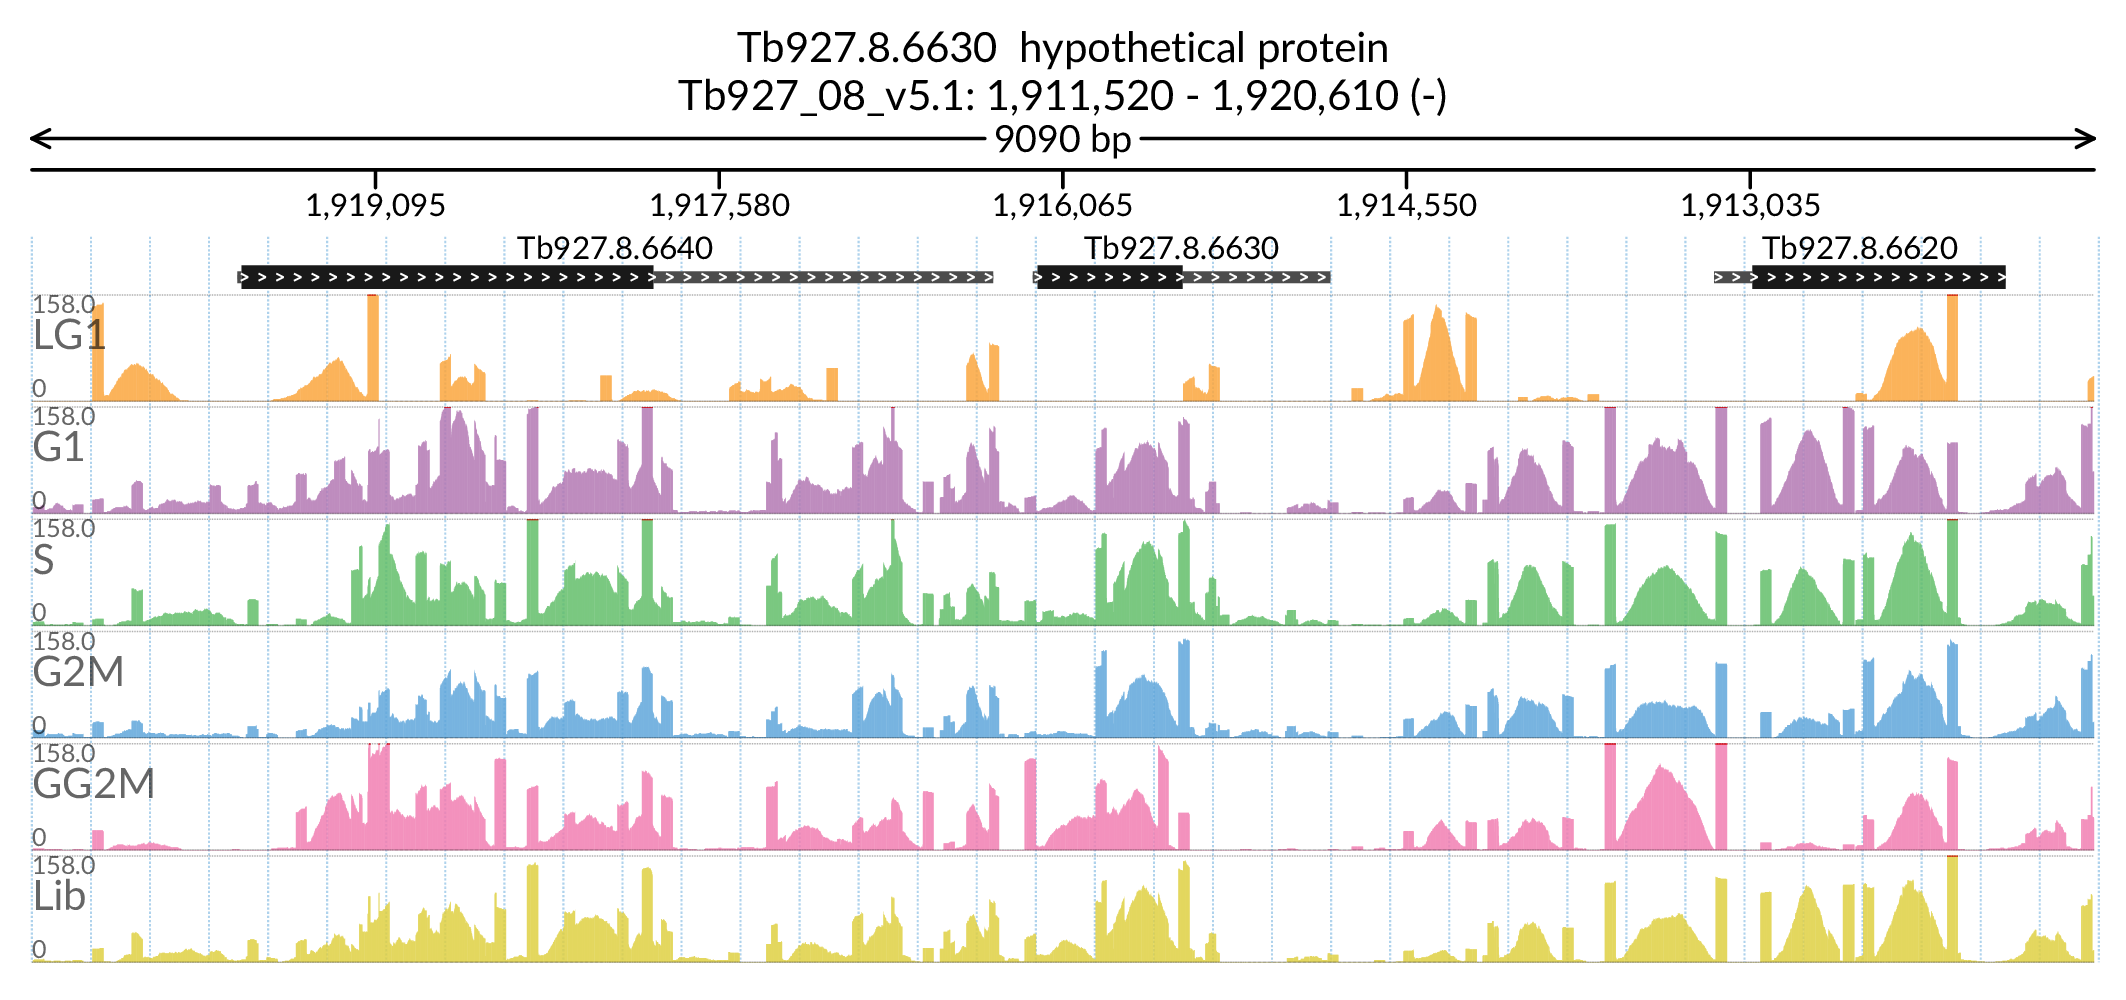 Tb927.8.6630  hypothetical protein
Tb927_08_v5.1: 1,911,520 - 1,920,610 (-)
9090 bp
1,919,095 1,917,580 1,916,065 1,914,550 1,913,035
Tb927.8.6640 Tb927.8.6630 Tb927.8.6620
158.0
LG1
0
158.0
G1
0
158.0
S
0
158.0
G2M
0
158.0
GG2M
0
158.0
Lib
0